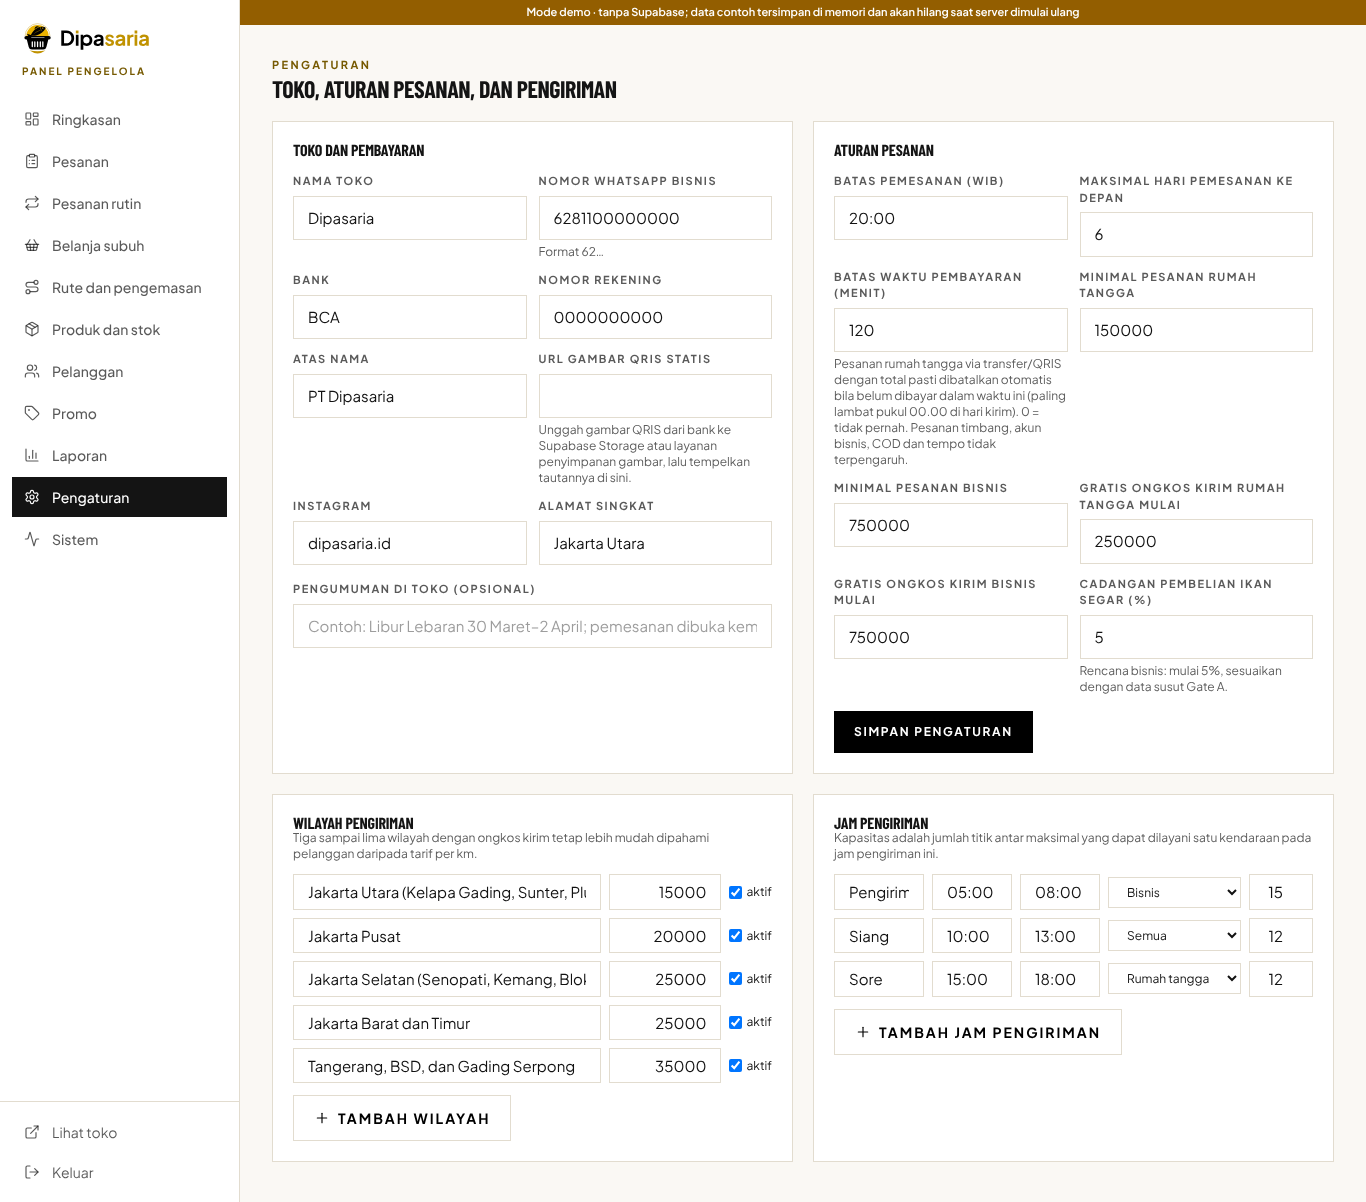 Mode demo · tanpa Supabase; data contoh tersimpan di memori dan akan hilang saat server dimulai ulang
Dipasaria
PANEL PENGELOLA
Ringkasan
Pesanan
Pesanan rutin
Belanja subuh
Rute dan pengemasan
Produk dan stok
Pelanggan
Promo
Laporan
Pengaturan
Sistem
Lihat toko
Keluar
PENGATURAN
TOKO, ATURAN PESANAN, DAN PENGIRIMAN
TOKO DAN PEMBAYARAN
NAMA TOKO
Dipasaria
NOMOR WHATSAPP BISNIS
6281100000000
Format 62…
BANK
BCA
NOMOR REKENING
0000000000
ATAS NAMA
PT Dipasaria
URL GAMBAR QRIS STATIS
Unggah gambar QRIS dari bank ke
Supabase Storage atau layanan
penyimpanan gambar, lalu tempelkan
tautannya di sini.
INSTAGRAM
dipasaria.id
ALAMAT SINGKAT
Jakarta Utara
PENGUMUMAN DI TOKO (OPSIONAL)
Contoh: Libur Lebaran 30 Maret–2 April; pemesanan dibuka kem
ATURAN PESANAN
BATAS PEMESANAN (WIB)
20:00
MAKSIMAL HARI PEMESANAN KE
DEPAN
6
BATAS WAKTU PEMBAYARAN
(MENIT)
120
Pesanan rumah tangga via transfer/QRIS
dengan total pasti dibatalkan otomatis
bila belum dibayar dalam waktu ini (paling
lambat pukul 00.00 di hari kirim). 0 =
tidak pernah. Pesanan timbang, akun
bisnis, COD dan tempo tidak
terpengaruh.
MINIMAL PESANAN RUMAH
TANGGA
150000
MINIMAL PESANAN BISNIS
750000
GRATIS ONGKOS KIRIM RUMAH
TANGGA MULAI
250000
GRATIS ONGKOS KIRIM BISNIS
MULAI
750000
CADANGAN PEMBELIAN IKAN
SEGAR (%)
5
Rencana bisnis: mulai 5%, sesuaikan
dengan data susut Gate A.
SIMPAN PENGATURAN
WILAYAH PENGIRIMAN
Tiga sampai lima wilayah dengan ongkos kirim tetap lebih mudah dipahami
pelanggan daripada tarif per km.
Jakarta Utara (Kelapa Gading, Sunter, Plu 15000 aktif
Jakarta Pusat 20000 aktif
Jakarta Selatan (Senopati, Kemang, Blok 25000 aktif
Jakarta Barat dan Timur 25000 aktif
Tangerang, BSD, dan Gading Serpong 35000 aktif
+ TAMBAH WILAYAH
JAM PENGIRIMAN
Kapasitas adalah jumlah titik antar maksimal yang dapat dilayani satu kendaraan pada
jam pengiriman ini.
Pengirim 05:00 08:00 Bisnis 15
Siang 10:00 13:00 Semua 12
Sore 15:00 18:00 Rumah tangga 12
+ TAMBAH JAM PENGIRIMAN